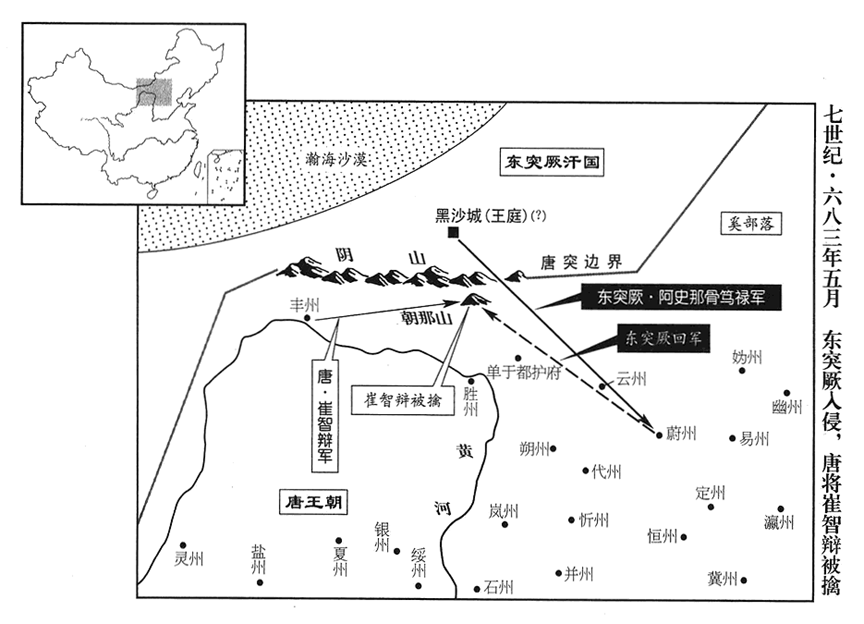 七世纪·六八三年五月 东突厥入侵，唐将崔智辩被擒
瀚海沙漠
东突厥汗国
黑沙城(王庭)(?)
奚部落
阴山
唐突边界
东突厥·阿史那骨笃禄军
丰州
朝那山
东突厥回军
唐·崔智辩军
崔智辩被擒
胜州
单于都护府
云州
妫州
幽州
蔚州
易州
黄河
朔州
代州
唐王朝
定州
岚州
忻州
瀛州
恒州
灵州
盐州
夏州
银州
绥州
石州
并州
冀州